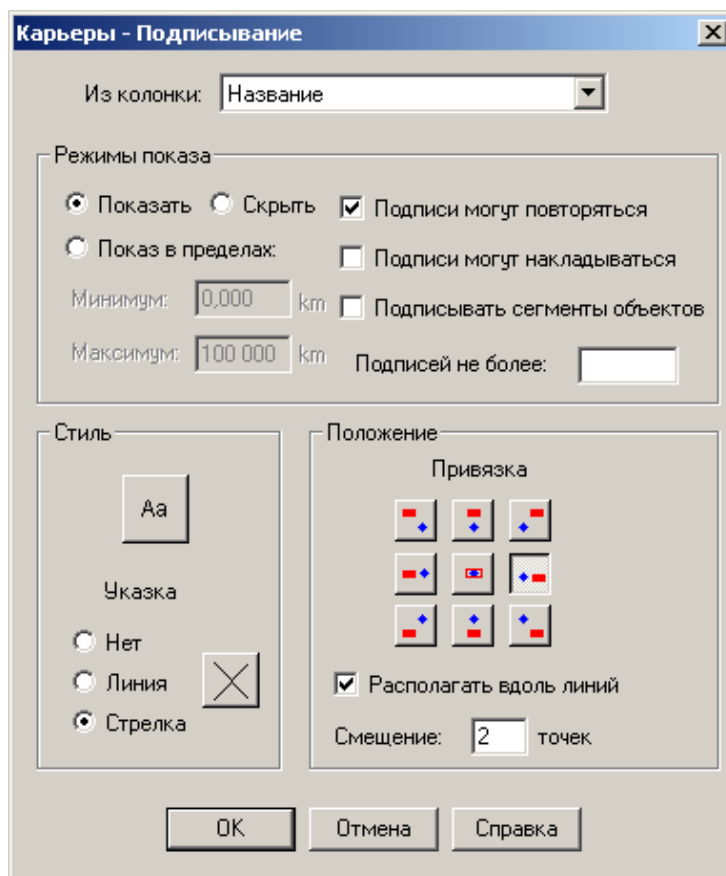 Карьеры - Подписывание
Из колонки: Название
Режимы показа
Показать Скрыть Подписи могут повторяться
Показ в пределах: Подписи могут накладываться
Минимум: 0,000 km Подписывать сегменты объектов
Максимум: 100 000 km Подписей не более:
Стиль Положение
Привязка
Aa
Указка
Нет
Линия Располагать вдоль линий
Стрелка Смещение: 2 точек
OK Отмена Справка